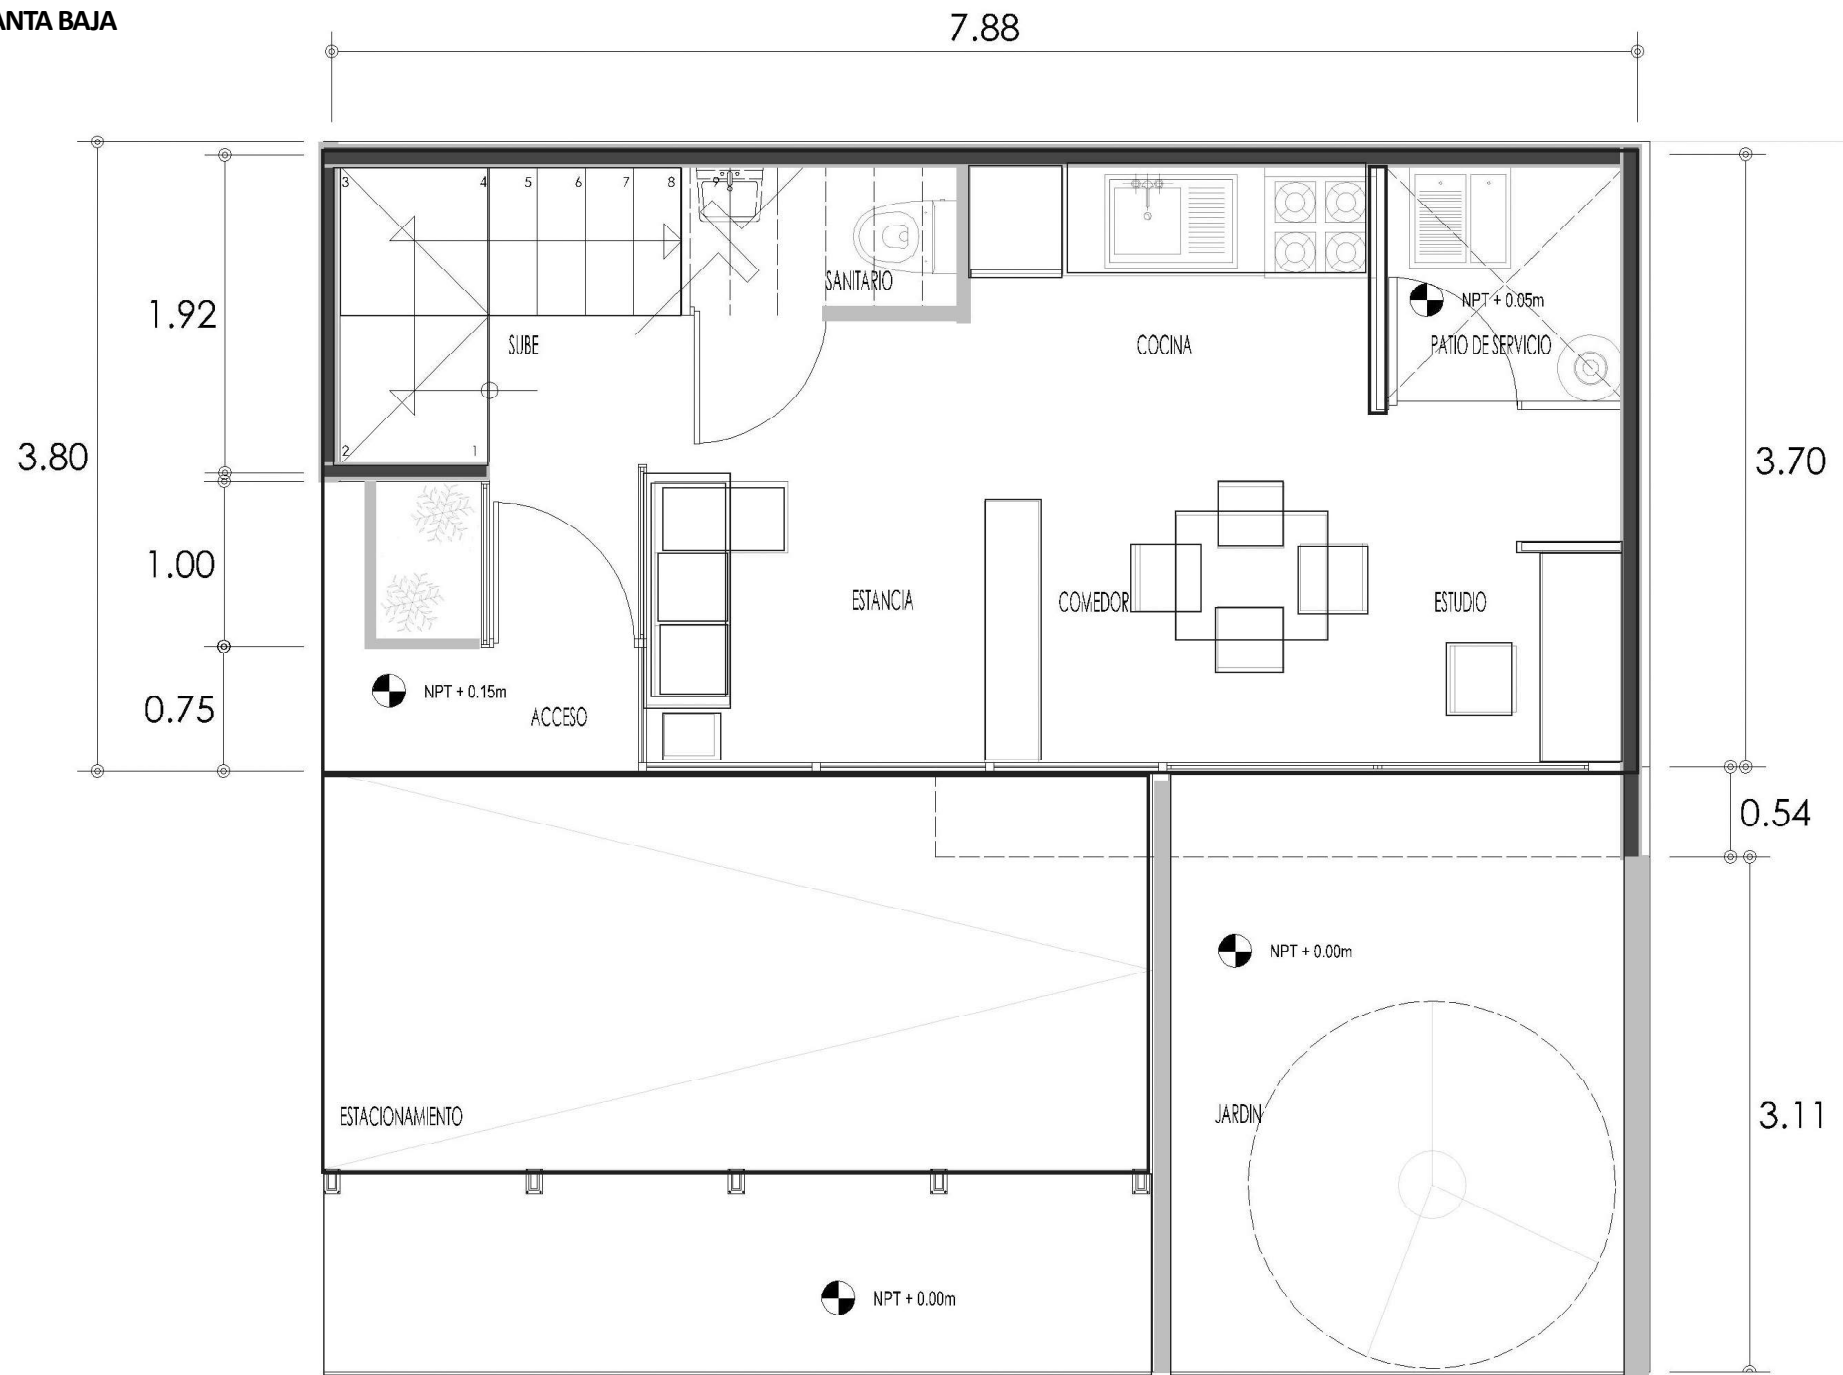 ANTA BAJA
7.88
3 4 5 6 7 8 9
SANITARIO
1.92
NPT + 0.05m
SUBE
COCINA
PATIO DE SERVICIO
2 1
3.80
3.70
1.00
ESTANCIA
COMEDOR
ESTUDIO
NPT + 0.15m
0.75
ACCESO
0.54
NPT + 0.00m
ESTACIONAMIENTO
JARDIN
3.11
NPT + 0.00m